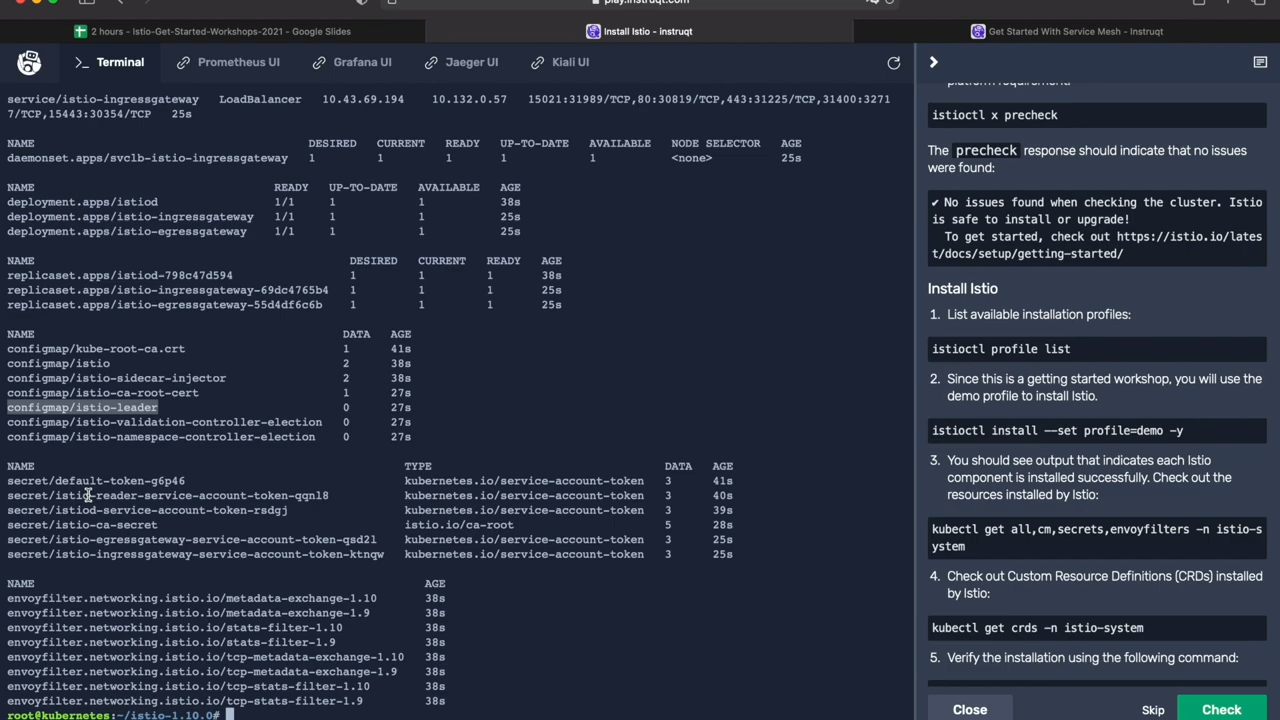 play.instruqt.com
2 hours - Istio-Get-Started-Workshops-2021 - Google Slides
Install Istio - instruqt
Get Started With Service Mesh - Instruqt
>_ Terminal
Prometheus UI
Grafana UI
Jaeger UI
Kiali UI
service/istio-ingressgateway LoadBalancer 10.43.69.194 10.132.0.57 15021:31989/TCP,80:30819/TCP,443:31225/TCP,31400:3271
7/TCP,15443:30354/TCP 25s
NAME DESIRED CURRENT READY UP-TO-DATE AVAILABLE NODE SELECTOR AGE
daemonset.apps/svclb-istio-ingressgateway 1 1 1 1 1 <none> 25s
NAME READY UP-TO-DATE AVAILABLE AGE
deployment.apps/istiod 1/1 1 1 38s
deployment.apps/istio-ingressgateway 1/1 1 1 25s
deployment.apps/istio-egressgateway 1/1 1 1 25s
NAME DESIRED CURRENT READY AGE
replicaset.apps/istiod-798c47d594 1 1 1 38s
replicaset.apps/istio-ingressgateway-69dc4765b4 1 1 1 25s
replicaset.apps/istio-egressgateway-55d4df6c6b 1 1 1 25s
NAME DATA AGE
configmap/kube-root-ca.crt 1 41s
configmap/istio 2 38s
configmap/istio-sidecar-injector 2 38s
configmap/istio-ca-root-cert 1 27s
configmap/istio-leader 0 27s
configmap/istio-validation-controller-election 0 27s
configmap/istio-namespace-controller-election 0 27s
NAME TYPE DATA AGE
secret/default-token-g6p46 kubernetes.io/service-account-token 3 41s
secret/istio-reader-service-account-token-qqnl8 kubernetes.io/service-account-token 3 40s
secret/istiod-service-account-token-rsdgj kubernetes.io/service-account-token 3 39s
secret/istio-ca-secret istio.io/ca-root 5 28s
secret/istio-egressgateway-service-account-token-qsd2l kubernetes.io/service-account-token 3 25s
secret/istio-ingressgateway-service-account-token-ktnqw kubernetes.io/service-account-token 3 25s
NAME AGE
envoyfilter.networking.istio.io/metadata-exchange-1.10 38s
envoyfilter.networking.istio.io/metadata-exchange-1.9 38s
envoyfilter.networking.istio.io/stats-filter-1.10 38s
envoyfilter.networking.istio.io/stats-filter-1.9 38s
envoyfilter.networking.istio.io/tcp-metadata-exchange-1.10 38s
envoyfilter.networking.istio.io/tcp-metadata-exchange-1.9 38s
envoyfilter.networking.istio.io/tcp-stats-filter-1.10 38s
envoyfilter.networking.istio.io/tcp-stats-filter-1.9 38s
root@kubernetes:~/istio-1.10.0#
platform requirement:
istioctl x precheck
The precheck response should indicate that no issues
were found:
✔ No issues found when checking the cluster. Istio
is safe to install or upgrade!
To get started, check out https://istio.io/lates
t/docs/setup/getting-started/
Install Istio
1. List available installation profiles:
istioctl profile list
2. Since this is a getting started workshop, you will use the
demo profile to install Istio.
istioctl install --set profile=demo -y
3. You should see output that indicates each Istio
component is installed successfully. Check out the
resources installed by Istio:
kubectl get all,cm,secrets,envoyfilters -n istio-s
ystem
4. Check out Custom Resource Definitions (CRDs) installed
by Istio:
kubectl get crds -n istio-system
5. Verify the installation using the following command:
Close
Skip
Check